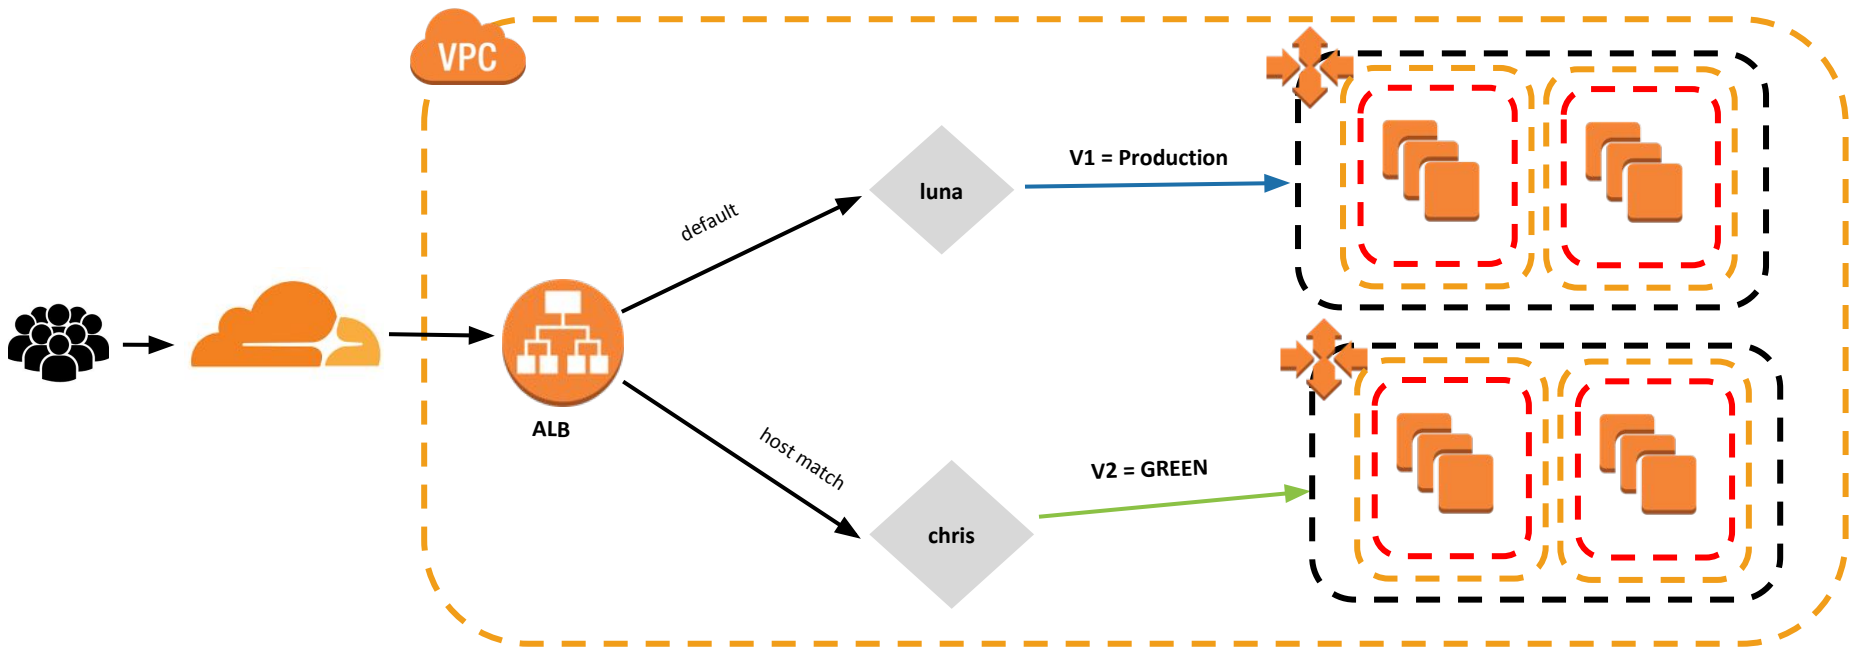 VPC
luna
V1 = Production
default
ALB
host match
V2 = GREEN
chris